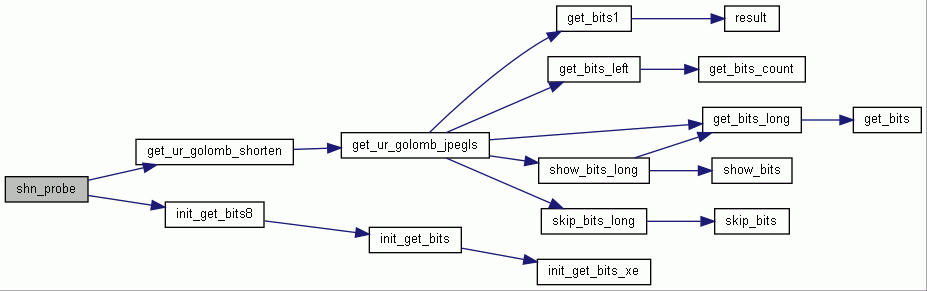 shn_probe
get_ur_golomb_shorten
init_get_bits8
get_ur_golomb_jpegls
init_get_bits
get_bits1
get_bits_left
show_bits_long
skip_bits_long
init_get_bits_xe
result
get_bits_count
get_bits_long
show_bits
skip_bits
get_bits